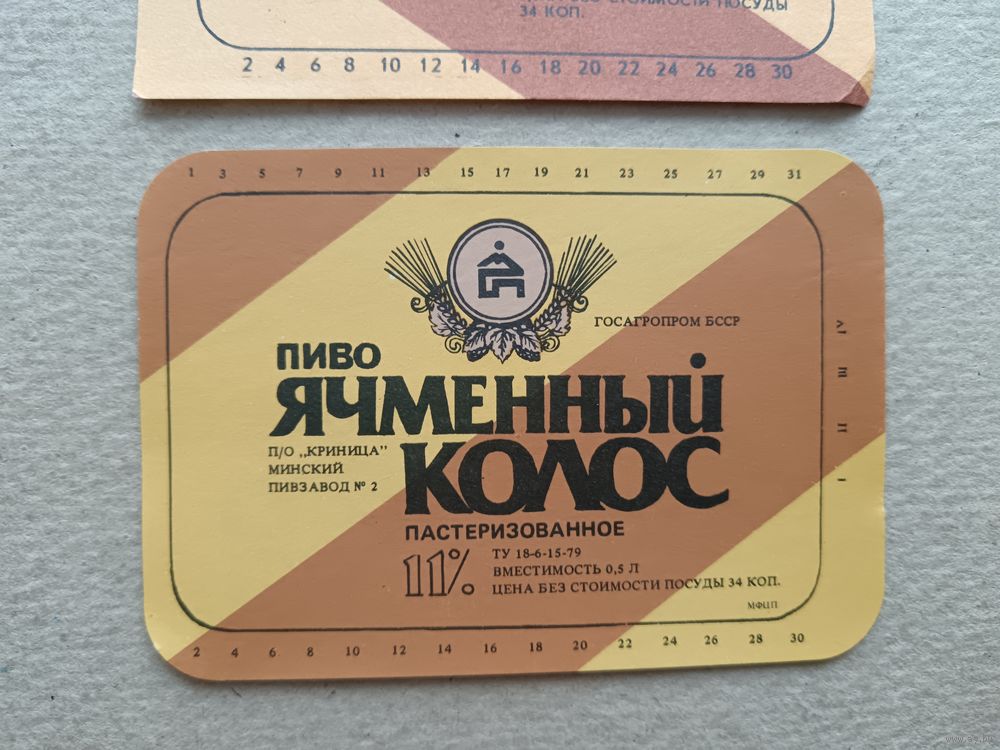 34 КОП.
2 4 6 8 10 12 14 16 18 20 22 24 26 28 30
1 3 5 7 9 11 13 15 17 19 21 23 25 27 29 31
ГОСАГРОПРОМ БССР
ПИВО
ЯЧМЕННЫЙ
КОЛОС
П/О „КРИНИЦА”
МИНСКИЙ
ПИВЗАВОД № 2
ПАСТЕРИЗОВАННОЕ
11%
ТУ 18-6-15-79
ВМЕСТИМОСТЬ 0,5 Л
ЦЕНА БЕЗ СТОИМОСТИ ПОСУДЫ 34 КОП.
МФЦП
I II III IV
2 4 6 8 10 12 14 16 18 20 22 24 26 28 30